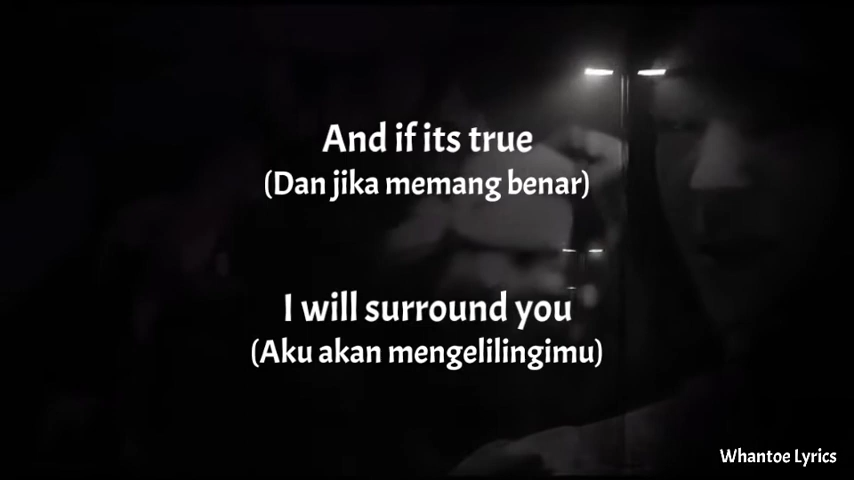 And if its true
(Dan jika memang benar)
I will surround you
(Aku akan mengelilingimu)
Whantoe Lyrics